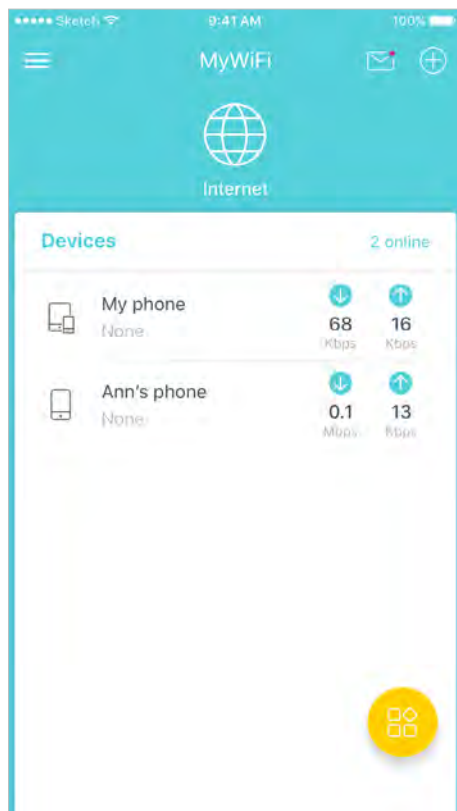 Sketch 9:41 AM 100%
MyWiFi
Internet
Devices 2 online
My phone
None
68 16
Kbps Kbps
Ann's phone
None
0.1 13
Mbps Kbps